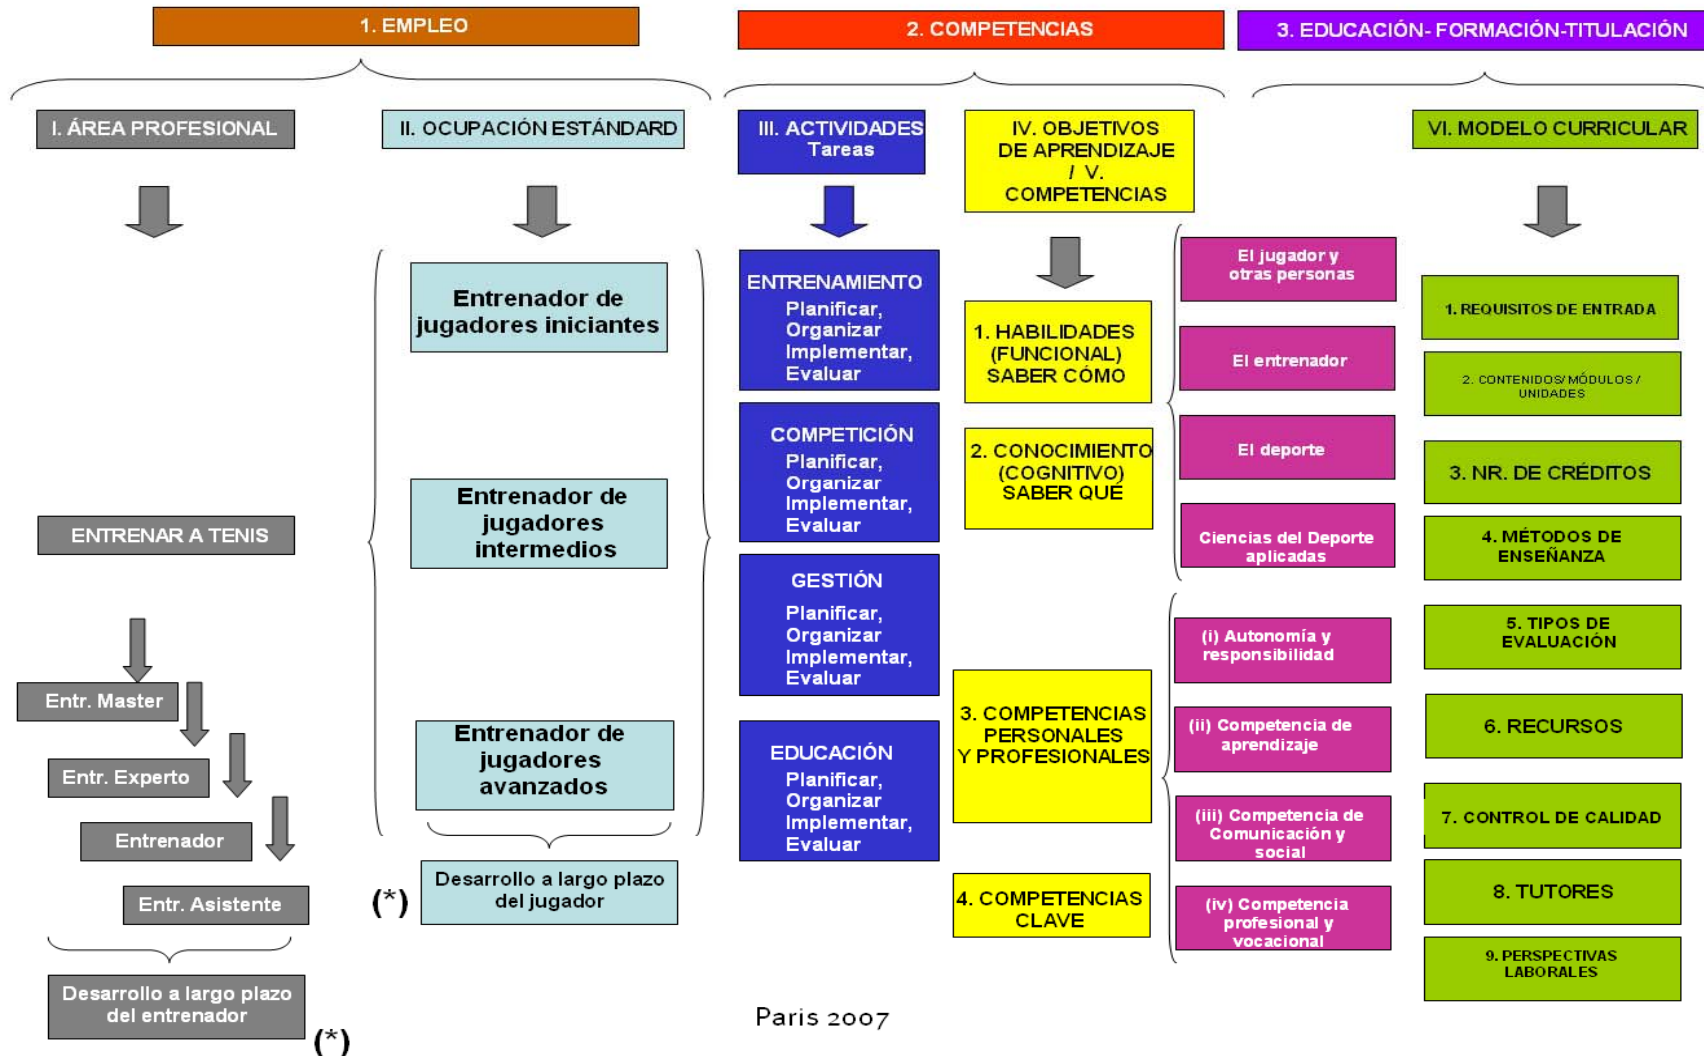 1. EMPLEO
2. COMPETENCIAS
3. EDUCACIÓN- FORMACIÓN-TITULACIÓN
I. ÁREA PROFESIONAL
ENTRENAR A TENIS
Entr. Master
Entr. Experto
Entrenador
Entr. Asistente
Desarrollo a largo plazo
del entrenador
(*)
II. OCUPACIÓN ESTÁNDARD
Entrenador de
jugadores iniciantes
Entrenador de
jugadores
intermedios
Entrenador de
jugadores
avanzados
(*)
Desarrollo a largo plazo
del jugador
III. ACTIVIDADES
Tareas
ENTRENAMIENTO
Planificar,
Organizar
Implementar,
Evaluar
COMPETICIÓN
Planificar,
Organizar
Implementar,
Evaluar
GESTIÓN
Planificar,
Organizar
Implementar,
Evaluar
EDUCACIÓN
Planificar,
Organizar
Implementar,
Evaluar
IV. OBJETIVOS
DE APRENDIZAJE
/ V.
COMPETENCIAS
1. HABILIDADES
(FUNCIONAL)
SABER CÓMO
2. CONOCIMIENTO
(COGNITIVO)
SABER QUÉ
3. COMPETENCIAS
PERSONALES
Y PROFESIONALES
4. COMPETENCIAS
CLAVE
El jugador y
otras personas
El entrenador
El deporte
Ciencias del Deporte
aplicadas
(i) Autonomía y
responsibilidad
(ii) Competencia de
aprendizaje
(iii) Competencia de
Comunicación y
social
(iv) Competencia
profesional y
vocacional
VI. MODELO CURRICULAR
1. REQUISITOS DE ENTRADA
2. CONTENIDOS/ MÓDULOS /
UNIDADES
3. NR. DE CRÉDITOS
4. MÉTODOS DE
ENSEÑANZA
5. TIPOS DE
EVALUACIÓN
6. RECURSOS
7. CONTROL DE CALIDAD
8. TUTORES
9. PERSPECTIVAS
LABORALES
Paris 2007